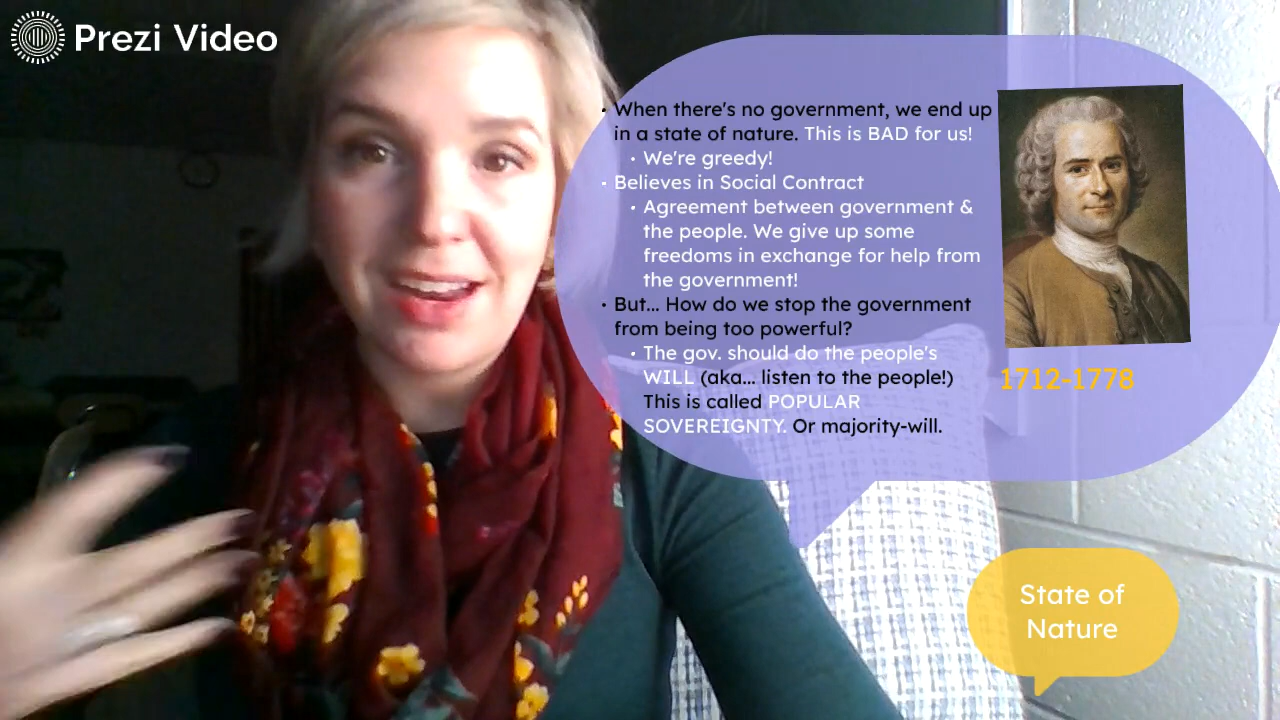 Prezi Video
• When there's no government, we end up
in a state of nature. This is BAD for us!
• We're greedy!
• Believes in Social Contract
• Agreement between government &
the people. We give up some
freedoms in exchange for help from
the government!
• But... How do we stop the government
from being too powerful?
• The gov. should do the people's
WILL (aka... listen to the people!)
This is called POPULAR
SOVEREIGNTY. Or majority-will.
1712-1778
State of
Nature